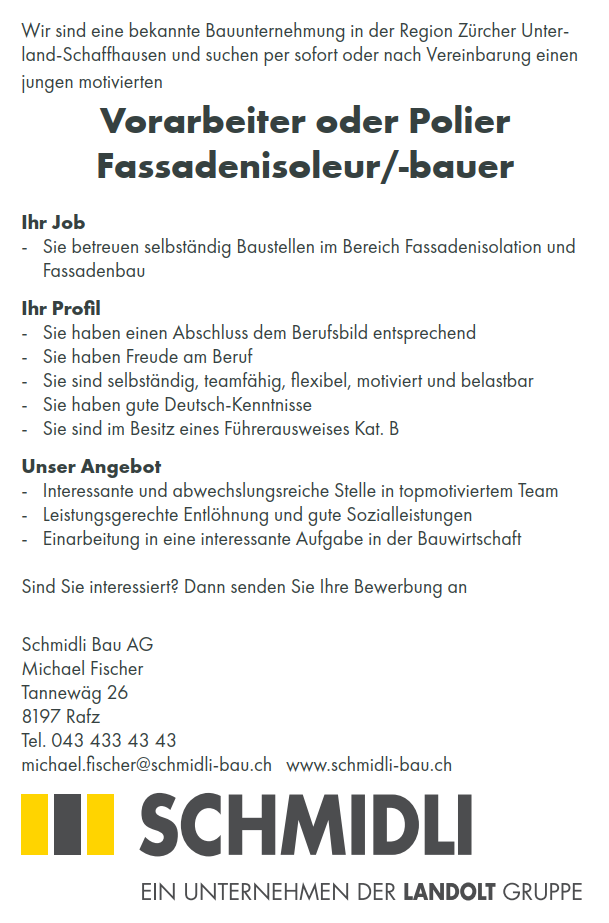 Wir sind eine bekannte Bauunternehmung in der Region Zürcher Unter-
land-Schaffhausen und suchen per sofort oder nach Vereinbarung einen
jungen motivierten
Vorarbeiter oder Polier
Fassadenisoleur/-bauer
Ihr Job
- Sie betreuen selbständig Baustellen im Bereich Fassadenisolation und
Fassadenbau
Ihr Profil
- Sie haben einen Abschluss dem Berufsbild entsprechend
- Sie haben Freude am Beruf
- Sie sind selbständig, teamfähig, flexibel, motiviert und belastbar
- Sie haben gute Deutsch-Kenntnisse
- Sie sind im Besitz eines Führerausweises Kat. B
Unser Angebot
- Interessante und abwechslungsreiche Stelle in topmotiviertem Team
- Leistungsgerechte Entlöhnung und gute Sozialleistungen
- Einarbeitung in eine interessante Aufgabe in der Bauwirtschaft
Sind Sie interessiert? Dann senden Sie Ihre Bewerbung an
Schmidli Bau AG
Michael Fischer
Tannewäg 26
8197 Rafz
Tel. 043 433 43 43
michael.fischer@schmidli-bau.ch www.schmidli-bau.ch
SCHMIDLI
EIN UNTERNEHMEN DER LANDOLT GRUPPE